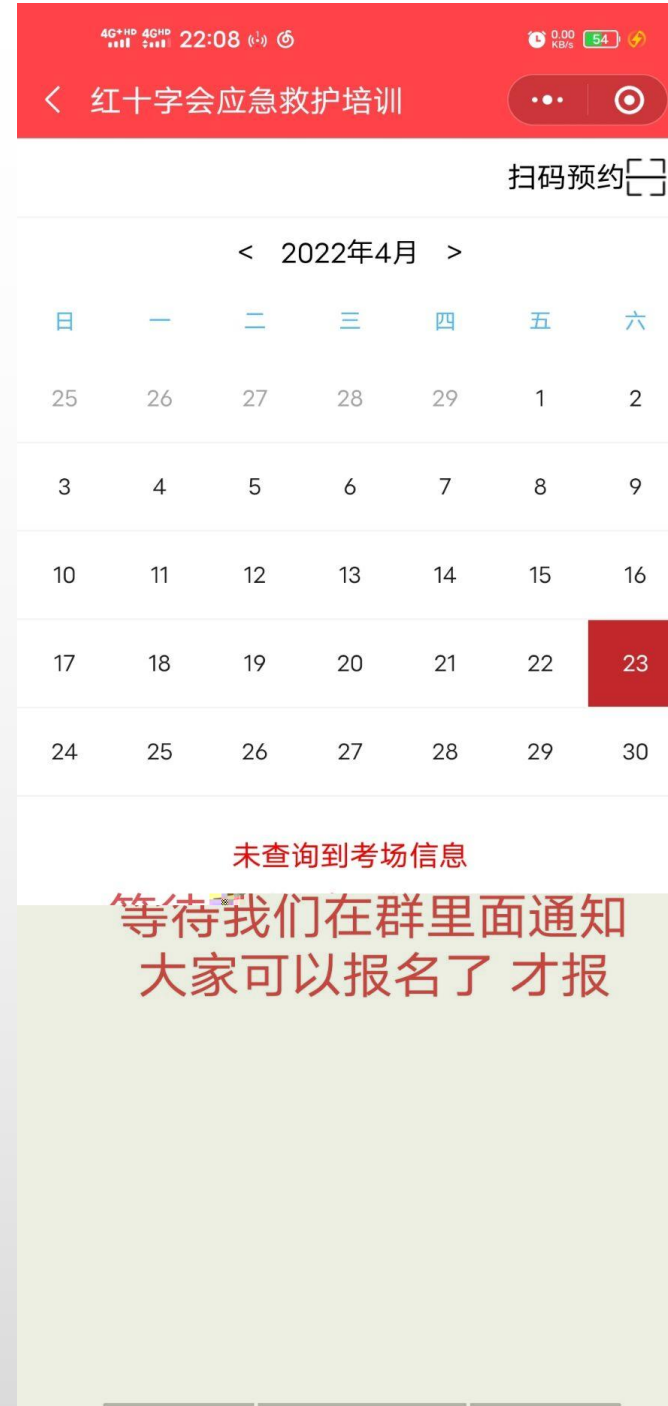 4G+HD 4GHD 22:08 0.00 KB/s 54
红十字会应急救护培训
扫码预约
< 2022年4月 >
日 一 二 三 四 五 六
25 26 27 28 29 1 2
3 4 5 6 7 8 9
10 11 12 13 14 15 16
17 18 19 20 21 22 23
24 25 26 27 28 29 30
未查询到考场信息
等待我们在群里面通知
大家可以报名了 才报